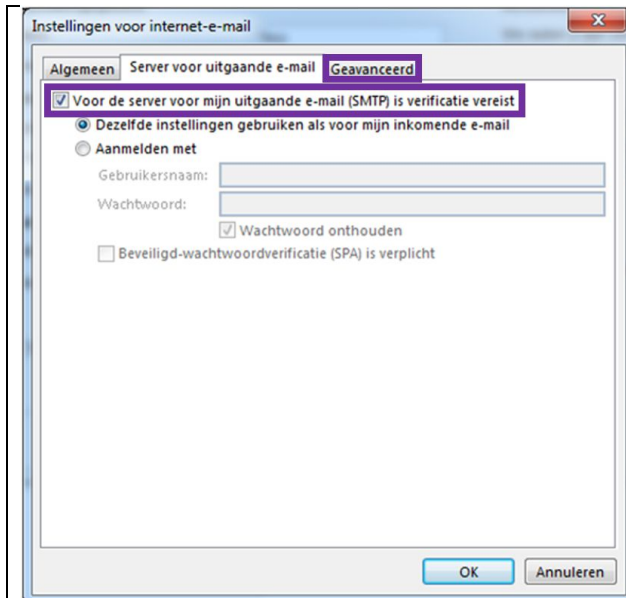 Instellingen voor internet-e-mail
Algemeen Server voor uitgaande e-mail Geavanceerd
Voor de server voor mijn uitgaande e-mail (SMTP) is verificatie vereist
Dezelfde instellingen gebruiken als voor mijn inkomende e-mail
Aanmelden met
Gebruikersnaam:
Wachtwoord:
Wachtwoord onthouden
Beveiligd-wachtwoordverificatie (SPA) is verplicht
OK Annuleren